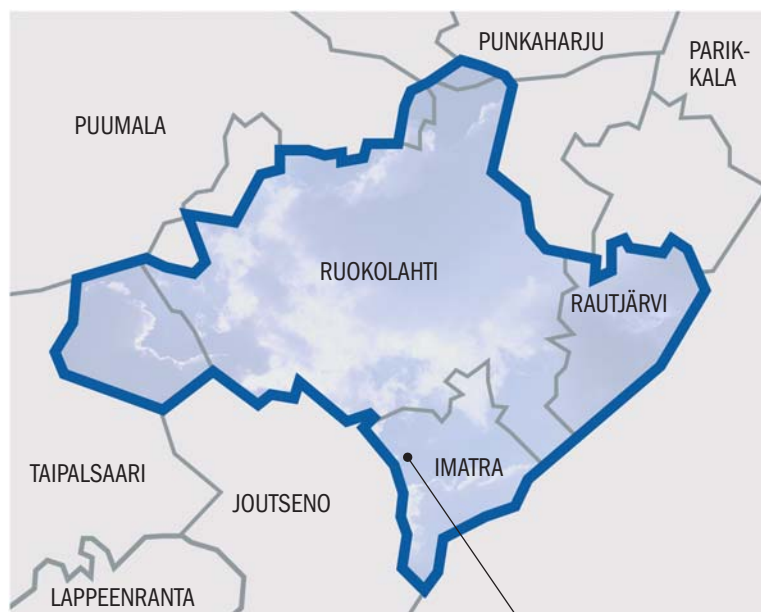 PUNKAHARJU
PARIK-
KALA
PUUMALA
RUOKOLAHTI
RAUTJÄRVI
IMATRA
TAIPALSAARI
JOUTSENO
LAPPEENRANTA